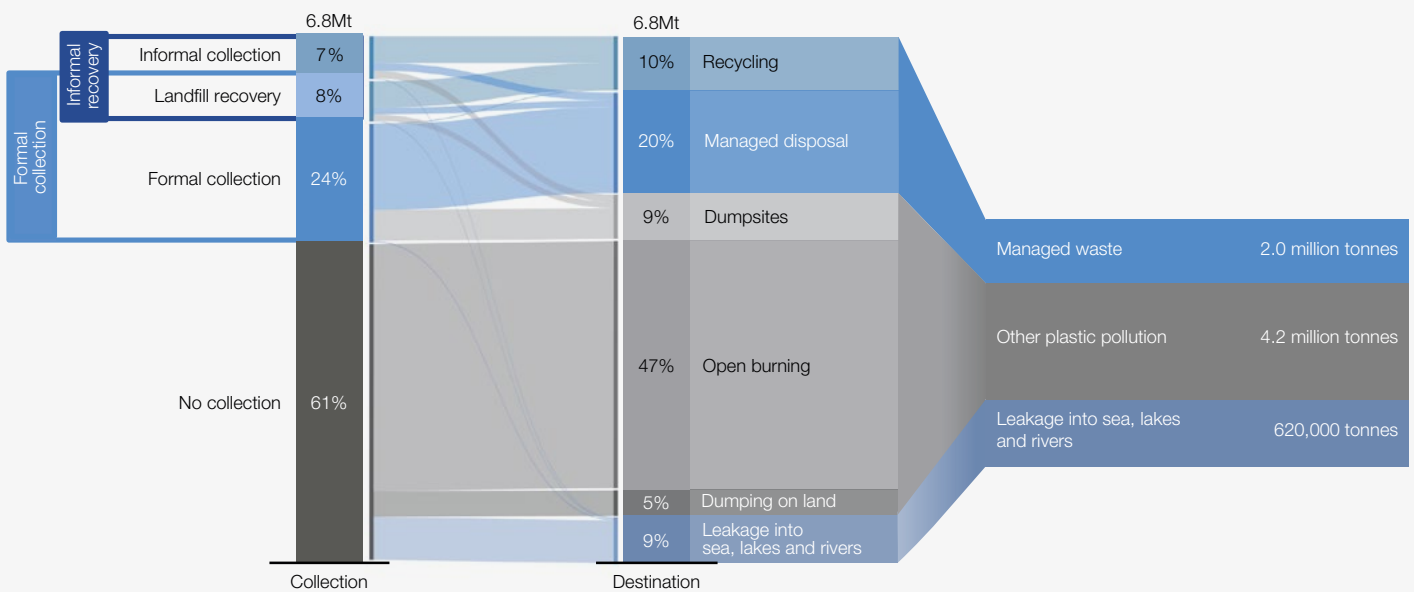 6.8Mt
Informal
recovery
Formal
collection
Informal collection
7%
Landfill recovery
8%
Formal collection
24%
No collection
61%
Collection
6.8Mt
10%
Recycling
20%
Managed disposal
9%
Dumpsites
47%
Open burning
5%
Dumping on land
9%
Leakage into
sea, lakes and rivers
Destination
Managed waste
2.0 million tonnes
Other plastic pollution
4.2 million tonnes
Leakage into sea, lakes
and rivers
620,000 tonnes